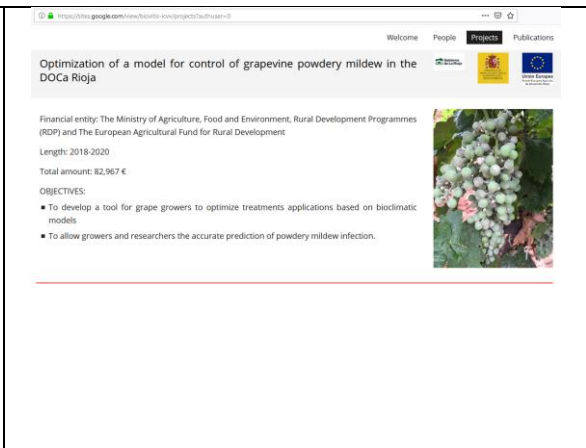 https://sites.google.com/view/biovitis-icvv/projects?authuser=0
Welcome People Projects Publications
Optimization of a model for control of grapevine powdery mildew in the
DOCa Rioja
Unión Europea
Financial entity: The Ministry of Agriculture, Food and Environment, Rural Development Programmes
(RDP) and The European Agricultural Fund for Rural Development
Length: 2018-2020
Total amount: 82,967 €
OBJECTIVES:
▪ To develop a tool for grape growers to optimize treatments applications based on bioclimatic
models
▪ To allow growers and researchers the accurate prediction of powdery mildew infection.